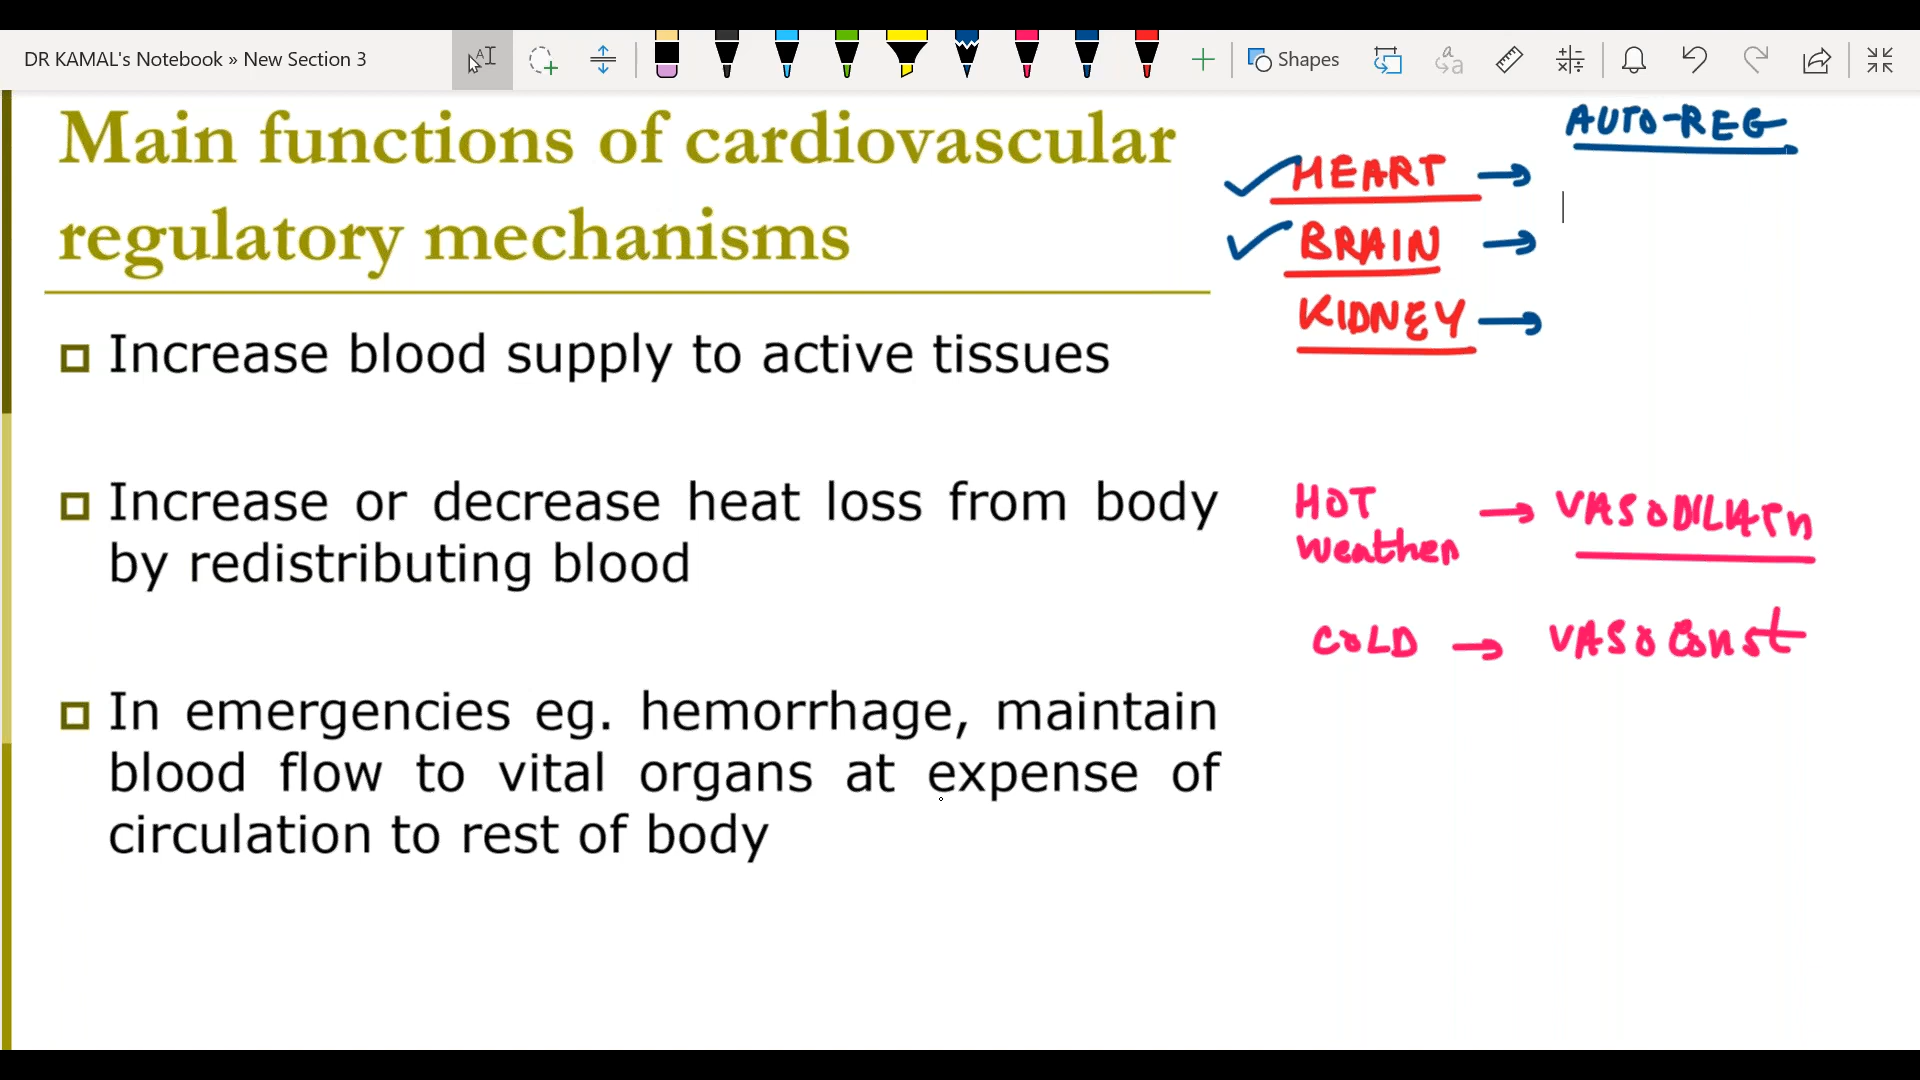 DR KAMAL's Notebook » New Section 3
Shapes
Main functions of cardiovascular
regulatory mechanisms
Increase blood supply to active tissues
Increase or decrease heat loss from body
by redistributing blood
In emergencies eg. hemorrhage, maintain
blood flow to vital organs at expense of
circulation to rest of body
AUTO-REG
HEART →
BRAIN →
KIDNEY →
HOT → VASODILATn
weather
COLD → VASOConst